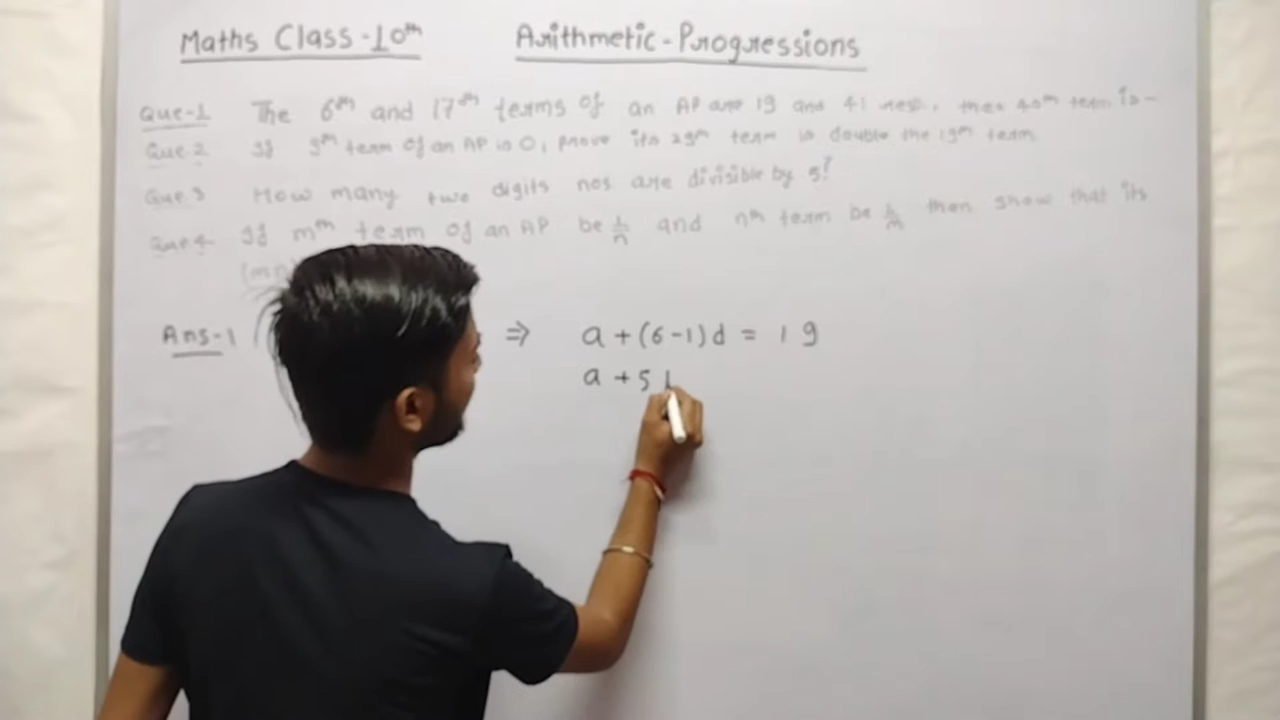 Maths Class-10th Arithmetic-Progressions
Que-1 The 6th and 17th terms of an AP are 19 and 41 resp, then 40th term is-
Que 2 If 9th term of an AP is 0, prove its 29th term is double the 19th term
Que 3 How many two digits nos are divisible by 5?
Que 4 If mth term of an AP be 1/n and nth term be 1/m then show that its
(mn)
Ans-1 ( ⇒ a + (6-1)d = 19
a + 5